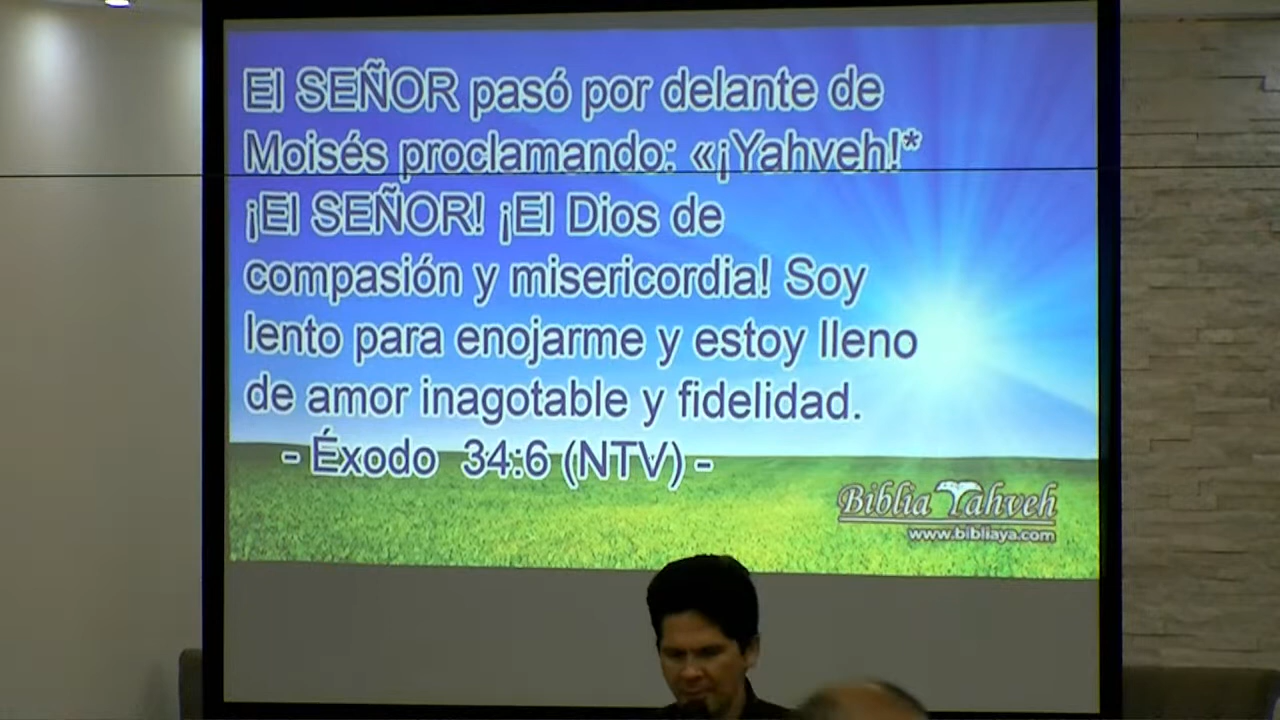 El SEÑOR pasó por delante de
Moisés proclamando: «¡Yahveh!*
¡El SEÑOR! ¡El Dios de
compasión y misericordia! Soy
lento para enojarme y estoy lleno
de amor inagotable y fidelidad.
- Éxodo 34:6 (NTV) -
Biblia Yahveh
www.bibliaya.com